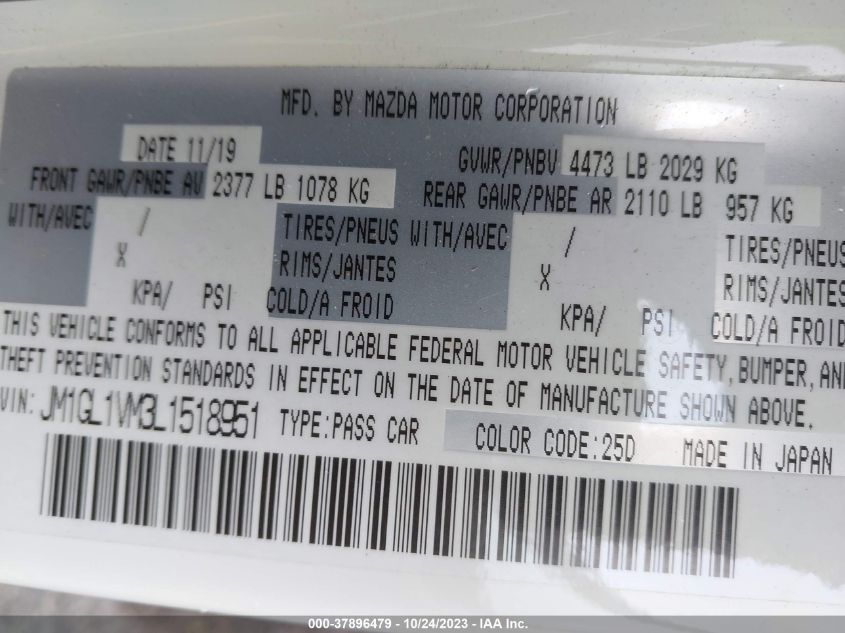 MFD. BY MAZDA MOTOR CORPORATION
DATE 11/19 GVWR/PNBV 4473 LB 2029 KG
FRONT GAWR/PNBE AV 2377 LB 1078 KG REAR GAWR/PNBE AR 2110 LB 957 KG
WITH/AVEC / TIRES/PNEUS WITH/AVEC / TIRES/PNEUS
X RIMS/JANTES X RIMS/JANTES
KPA/ PSI COLD/A FROID KPA/ PSI COLD/A FROID
THIS VEHICLE CONFORMS TO ALL APPLICABLE FEDERAL MOTOR VEHICLE SAFETY, BUMPER, AND
THEFT PREVENTION STANDARDS IN EFFECT ON THE DATE OF MANUFACTURE SHOWN ABOVE.
VIN: JM1GL1VM3L1518951 TYPE:PASS CAR COLOR CODE:25D MADE IN JAPAN
000-37896479 - 10/24/2023 - IAA Inc.